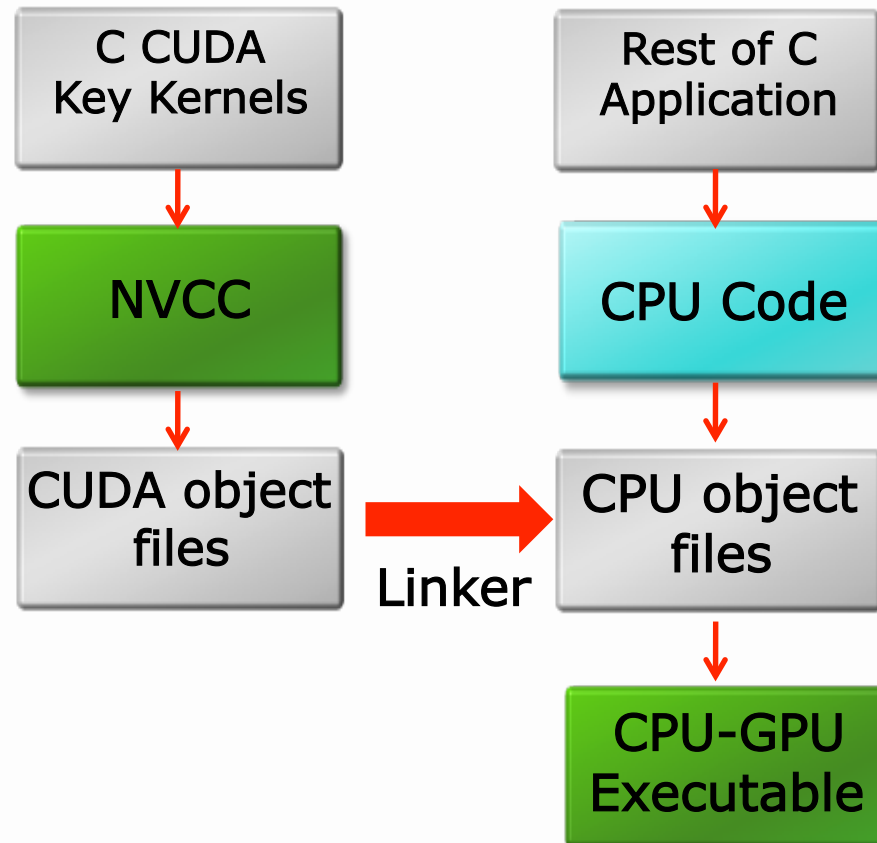 C CUDA
Key Kernels
Rest of C
Application
NVCC
CPU Code
CUDA object
files
Linker
CPU object
files
CPU-GPU
Executable